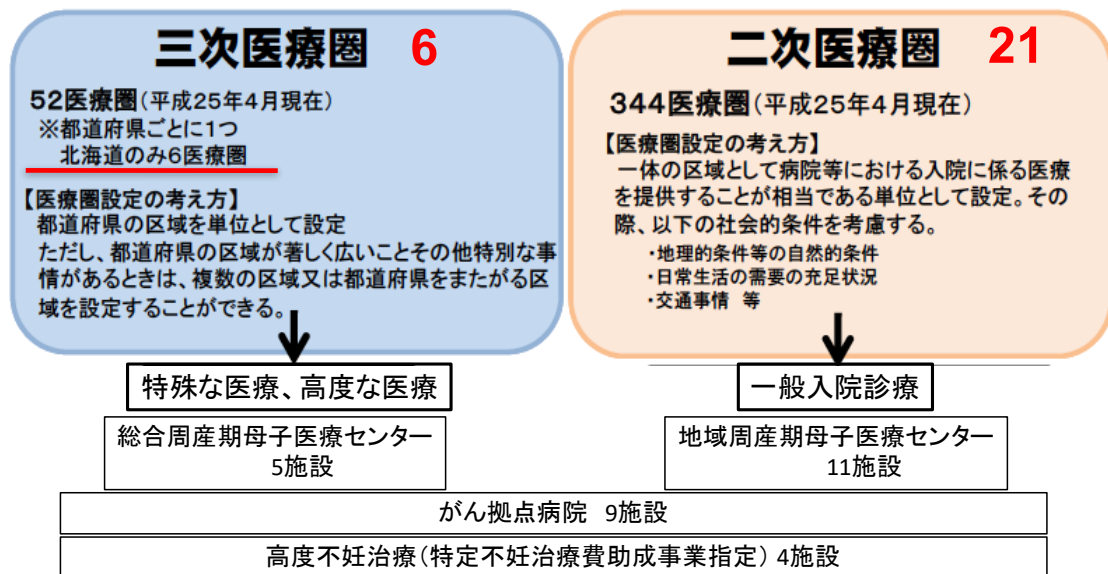 三次医療圏 6
52医療圏(平成25年4月現在)
※都道府県ごとに1つ
北海道のみ6医療圏
【医療圏設定の考え方】
都道府県の区域を単位として設定
ただし、都道府県の区域が著しく広いことその他特別な事
情があるときは、複数の区域又は都道府県をまたがる区
域を設定することができる。
特殊な医療、高度な医療
総合周産期母子医療センター
5施設
二次医療圏 21
344医療圏(平成25年4月現在)
【医療圏設定の考え方】
一体の区域として病院等における入院に係る医療
を提供することが相当である単位として設定。その
際、以下の社会的条件を考慮する。
・地理的条件等の自然的条件
・日常生活の需要の充足状況
・交通事情 等
一般入院診療
地域周産期母子医療センター
11施設
がん拠点病院 9施設
高度不妊治療(特定不妊治療費助成事業指定) 4施設